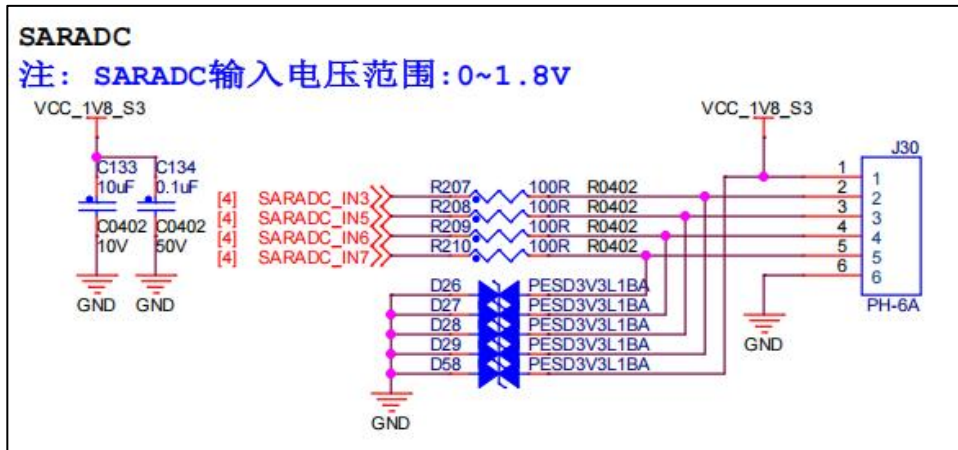 SARADC
注: SARADC输入电压范围:0~1.8V
VCC_1V8_S3
VCC_1V8_S3
J30
C133
10uF
C0402
10V
C134
0.1uF
C0402
50V
GND
GND
[4] SARADC_IN3 R207 100R R0402
[4] SARADC_IN5 R208 100R R0402
[4] SARADC_IN6 R209 100R R0402
[4] SARADC_IN7 R210 100R R0402
1 1
2 2
3 3
4 4
5 5
6 6
PH-6A
D26 PESD3V3L1BA
D27 PESD3V3L1BA
D28 PESD3V3L1BA
D29 PESD3V3L1BA
D58 PESD3V3L1BA
GND
GND